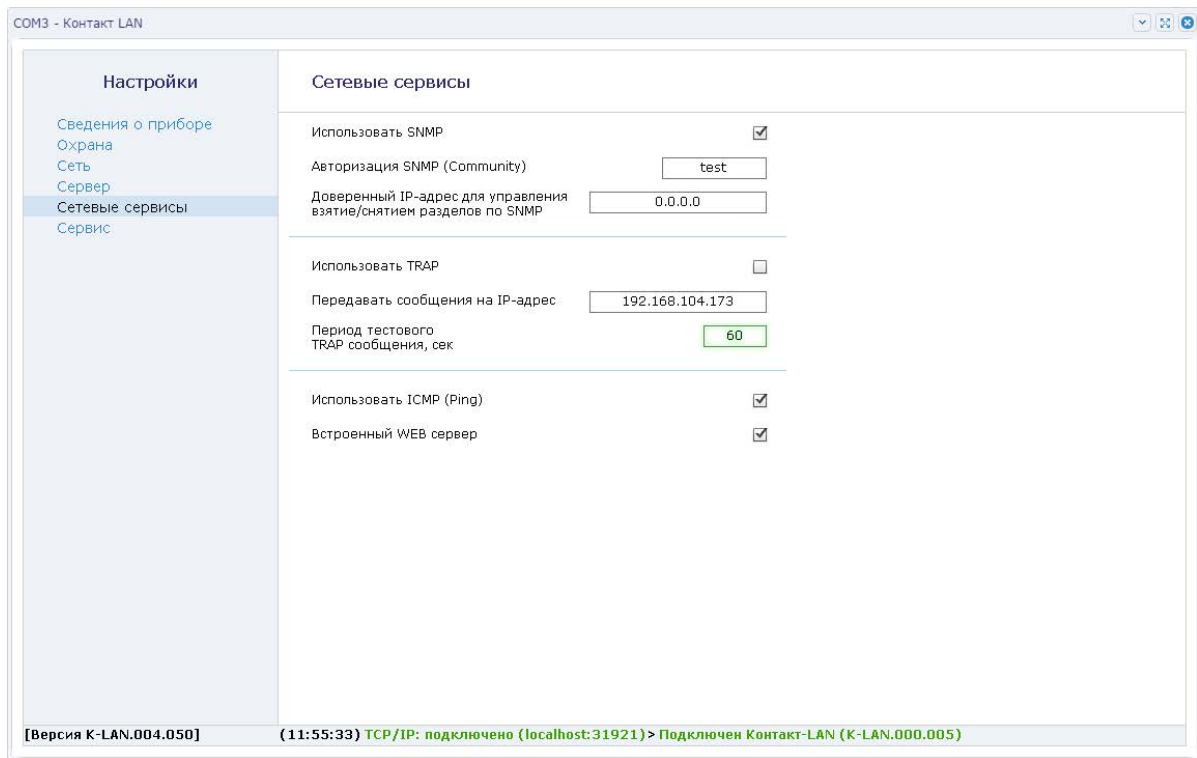 COM3 - Контакт LAN
Настройки
Сведения о приборе
Охрана
Сеть
Сервер
Сетевые сервисы
Сервис
Сетевые сервисы
Использовать SNMP
Авторизация SNMP (Community)
test
Доверенный IP-адрес для управления
взятие/снятием разделов по SNMP
0.0.0.0
Использовать TRAP
Передавать сообщения на IP-адрес
192.168.104.173
Период тестового
TRAP сообщения, сек
60
Использовать ICMP (Ping)
Встроенный WEB сервер
[Версия K-LAN.004.050]
(11:55:33) TCP/IP: подключено (localhost:31921)> Подключен Контакт-LAN (K-LAN.000.005)